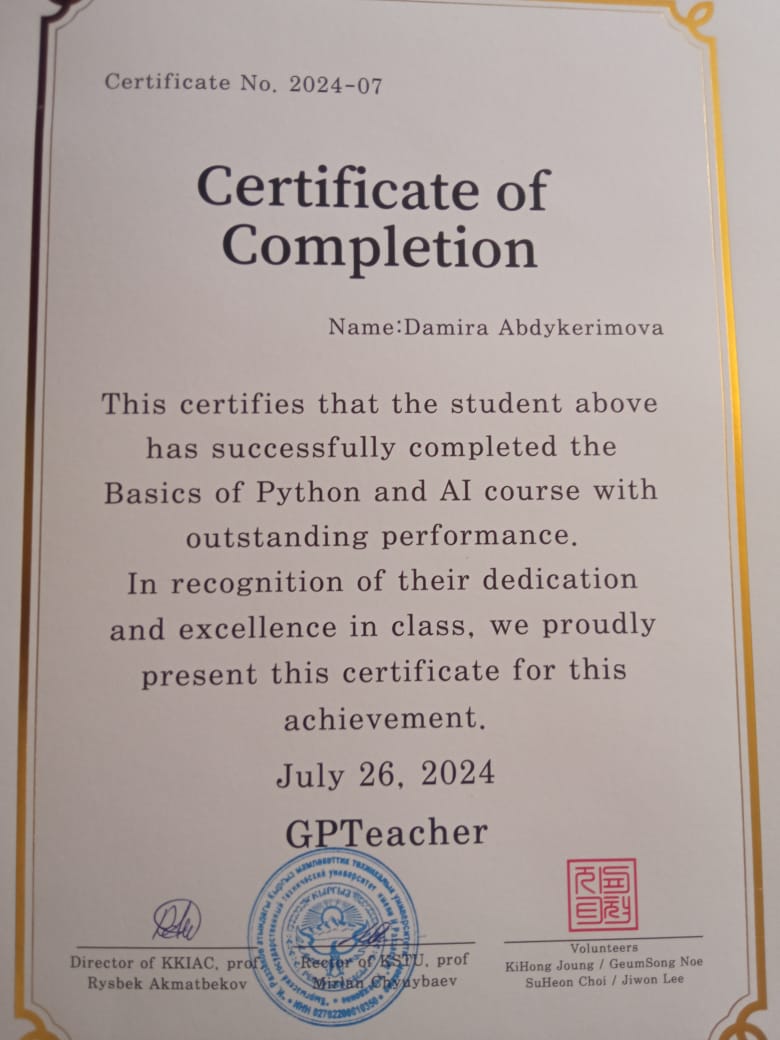 Certificate No. 2024-07
Certificate of
Completion
Name:Damira Abdykerimova
This certifies that the student above
has successfully completed the
Basics of Python and AI course with
outstanding performance.
In recognition of their dedication
and excellence in class, we proudly
present this certificate for this
achievement.
July 26, 2024
GPTeacher
Director of KKIAC, prof.
Rysbek Akmatbekov
Rector of KSTU, prof
Mirlan Chynybaev
Volunteers
KiHong Joung / GeumSong Noe
SuHeon Choi / Jiwon Lee